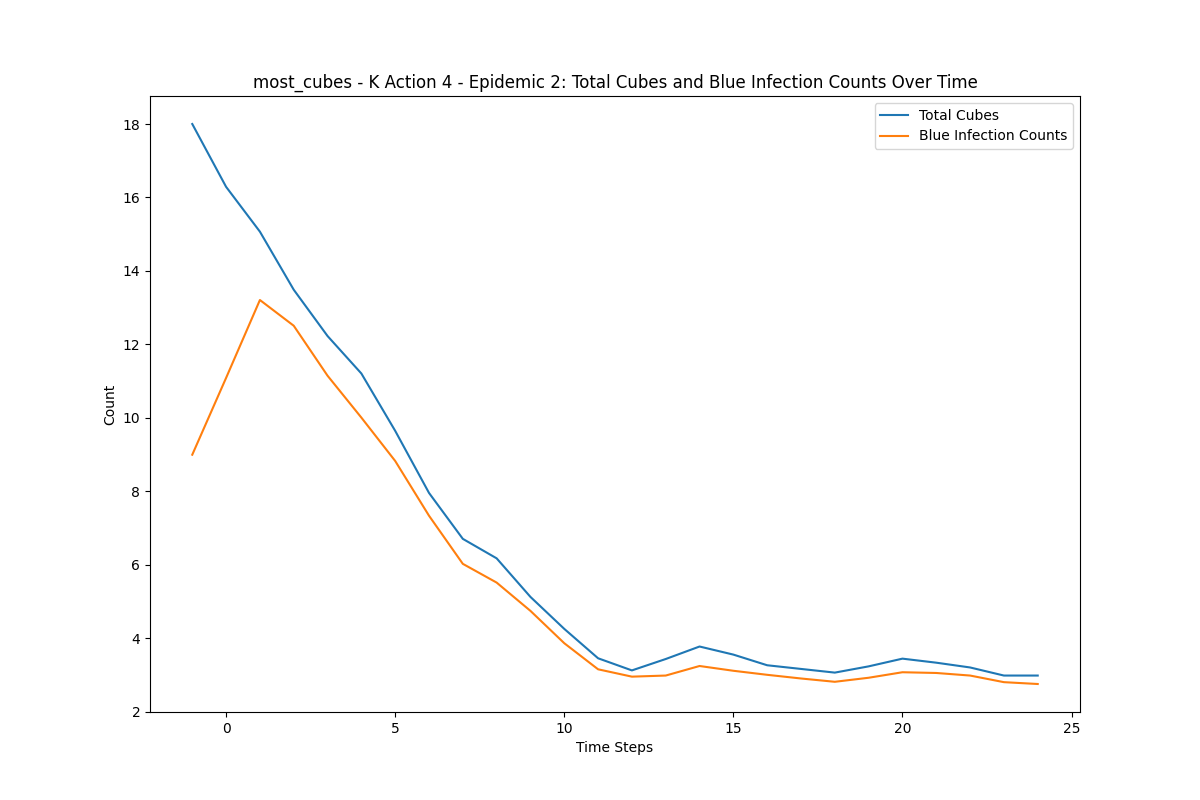 most_cubes - K Action 4 - Epidemic 2: Total Cubes and Blue Infection Counts Over Time
Total Cubes
Blue Infection Counts
18
16
14
12
10
8
6
4
2
Count
0 5 10 15 20 25
Time Steps